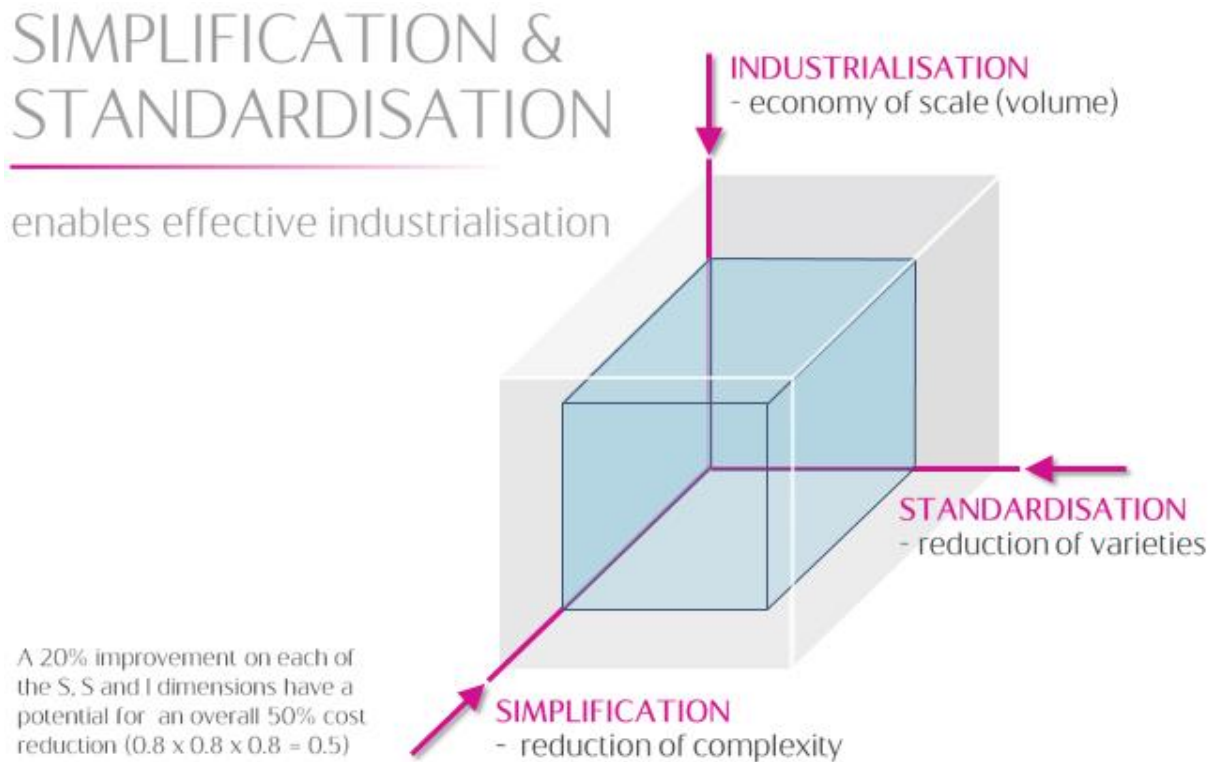 SIMPLIFICATION &
STANDARDISATION
enables effective industrialisation
INDUSTRIALISATION
- economy of scale (volume)
STANDARDISATION
- reduction of varieties
SIMPLIFICATION
- reduction of complexity
A 20% improvement on each of
the S, S and I dimensions have a
potential for an overall 50% cost
reduction (0.8 x 0.8 x 0.8 = 0.5)